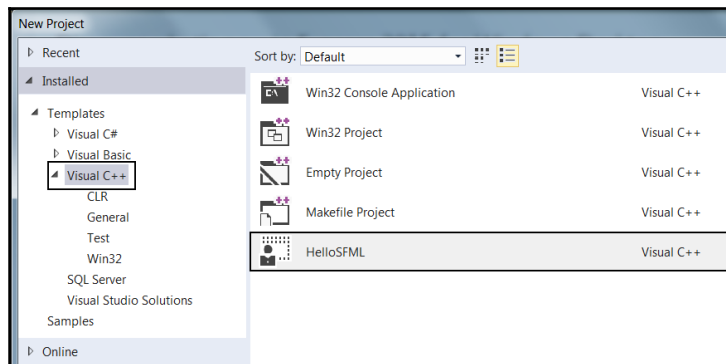 New Project
Recent
Installed
Templates
Visual C#
Visual Basic
Visual C++
CLR
General
Test
Win32
SQL Server
Visual Studio Solutions
Samples
Online
Sort by: Default
Win32 Console Application Visual C++
Win32 Project Visual C++
Empty Project Visual C++
Makefile Project Visual C++
HelloSFML Visual C++